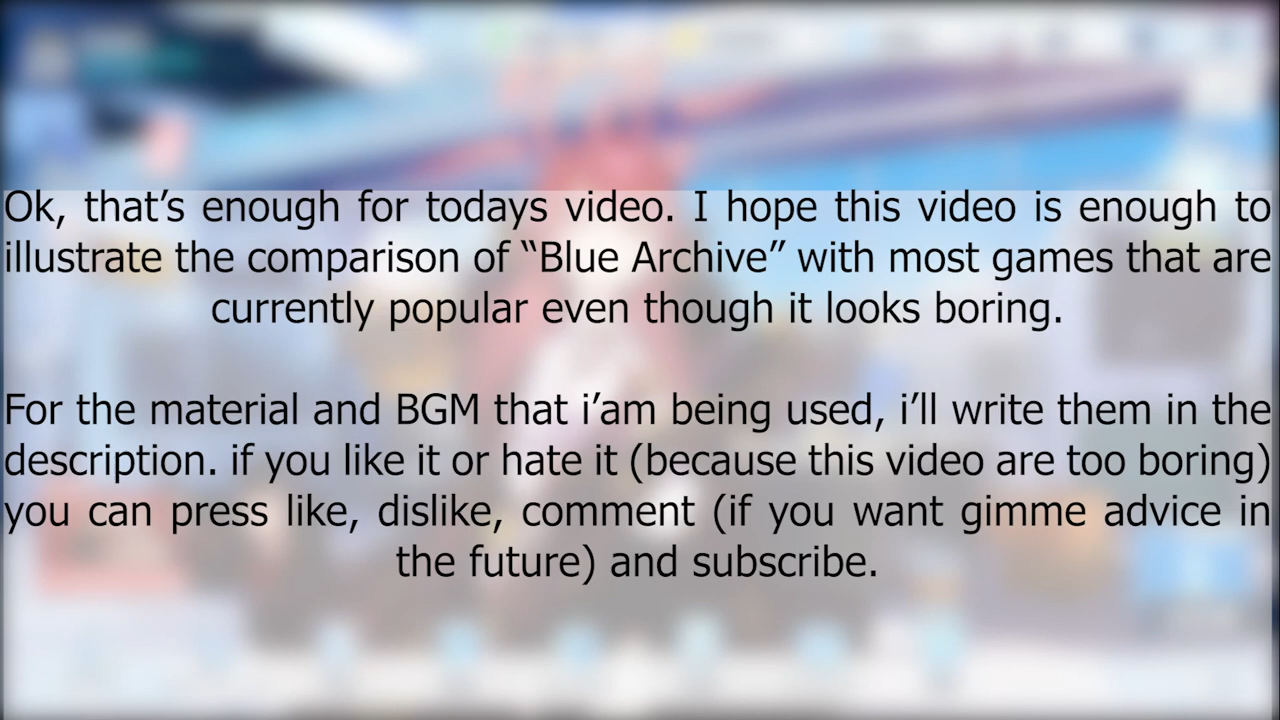 Ok, that’s enough for todays video. I hope this video is enough to
illustrate the comparison of “Blue Archive” with most games that are
currently popular even though it looks boring.
For the material and BGM that i’am being used, i’ll write them in the
description. if you like it or hate it (because this video are too boring)
you can press like, dislike, comment (if you want gimme advice in
the future) and subscribe.